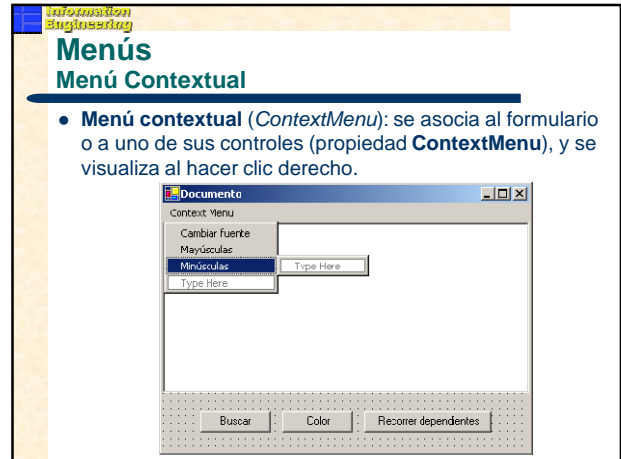 Information
Engineering
Menús
Menú Contextual
● Menú contextual (ContextMenu): se asocia al formulario
o a uno de sus controles (propiedad ContextMenu), y se
visualiza al hacer clic derecho.
Documento
Context Menu
Cambiar fuente
Mayúsculas
Minúsculas
Type Here
Type Here
Buscar
Color
Recorrer dependientes